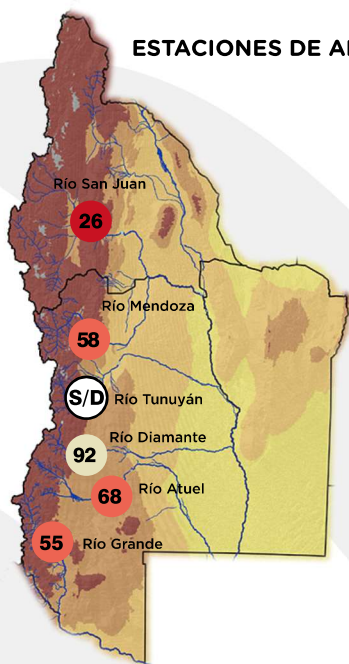 ESTACIONES DE
Río San Juan
26
Río Mendoza
58
S/D Río Tunuyán
Río Diamante
92
68 Río Atuel
55 Río Grande